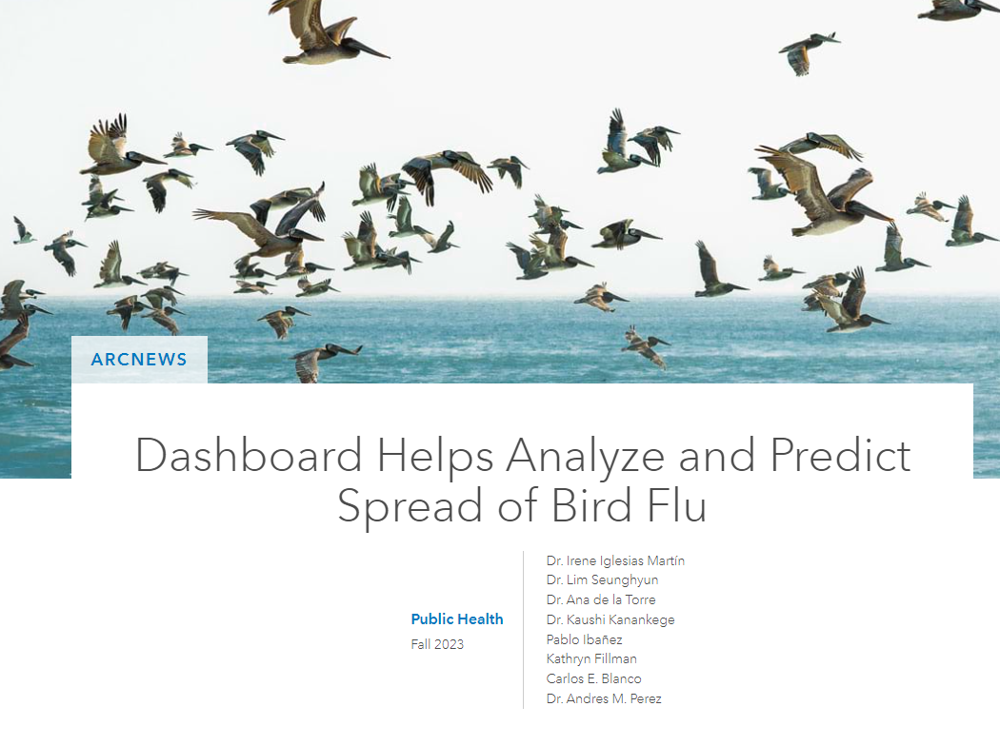 ARCNEWS
Dashboard Helps Analyze and Predict
Spread of Bird Flu
Public Health
Fall 2023
Dr. Irene Iglesias Martín
Dr. Lim Seunghyun
Dr. Ana de la Torre
Dr. Kaushi Kanankege
Pablo Ibañez
Kathryn Fillman
Carlos E. Blanco
Dr. Andres M. Perez